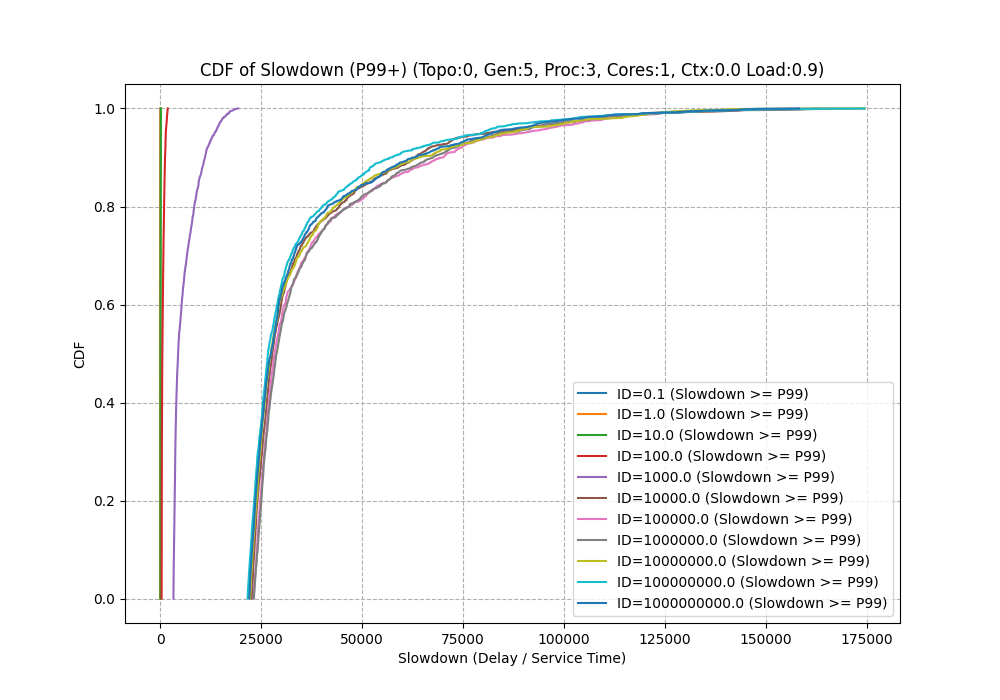 CDF of Slowdown (P99+) (Topo:0, Gen:5, Proc:3, Cores:1, Ctx:0.0 Load:0.9)
CDF
1.0
0.8
0.6
0.4
0.2
0.0
ID=0.1 (Slowdown >= P99)
ID=1.0 (Slowdown >= P99)
ID=10.0 (Slowdown >= P99)
ID=100.0 (Slowdown >= P99)
ID=1000.0 (Slowdown >= P99)
ID=10000.0 (Slowdown >= P99)
ID=100000.0 (Slowdown >= P99)
ID=1000000.0 (Slowdown >= P99)
ID=10000000.0 (Slowdown >= P99)
ID=100000000.0 (Slowdown >= P99)
ID=1000000000.0 (Slowdown >= P99)
0 25000 50000 75000 100000 125000 150000 175000
Slowdown (Delay / Service Time)